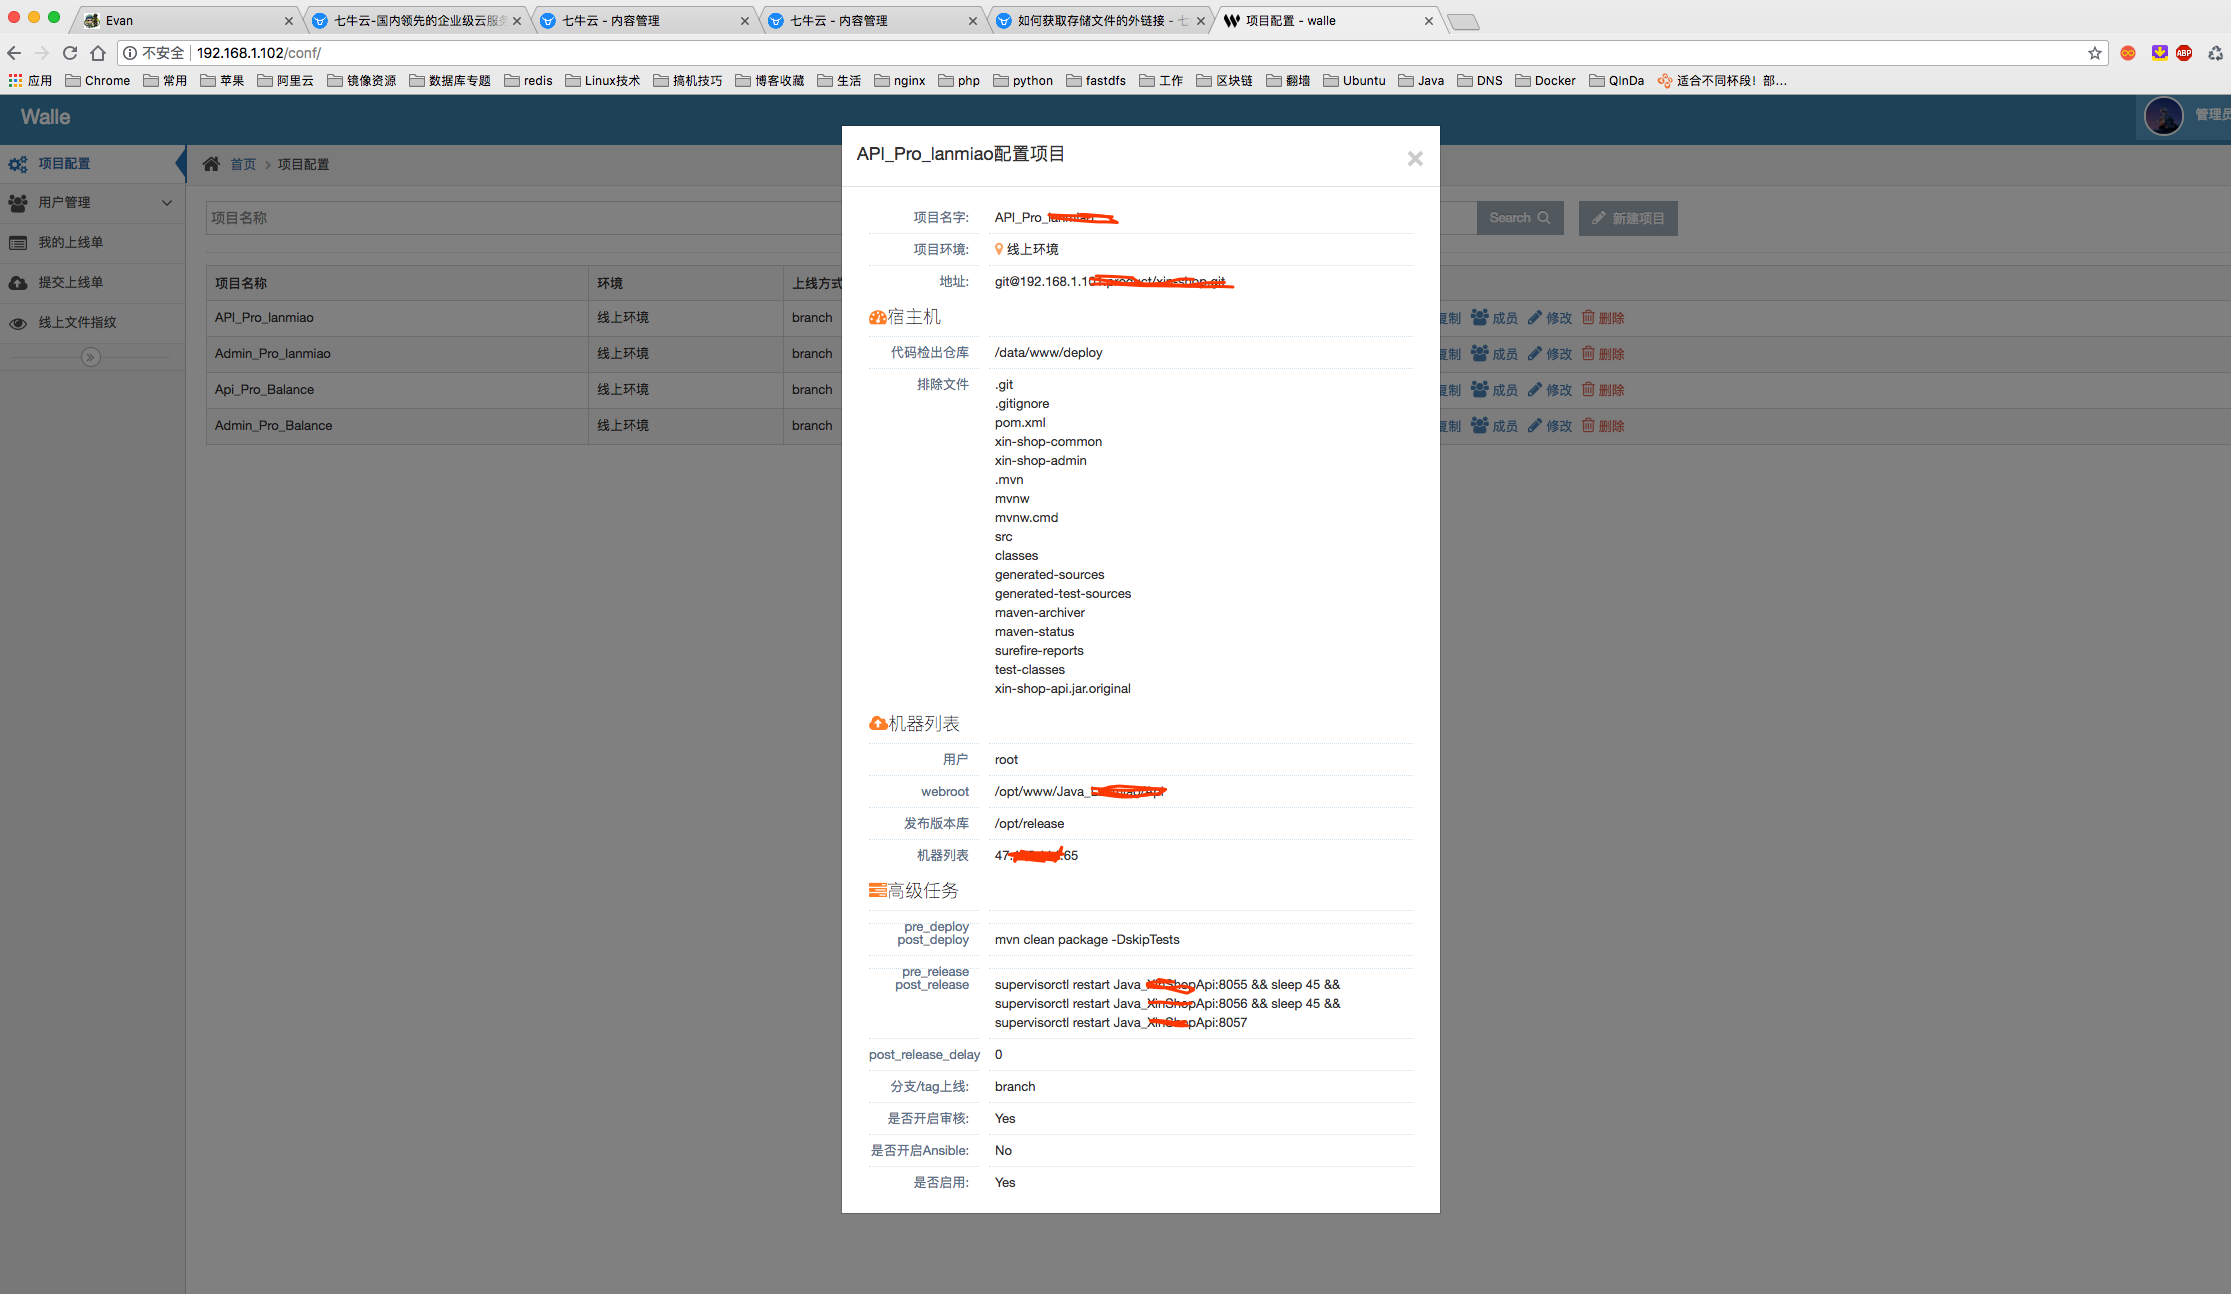 Evan
七牛云-国内领先的企业级云服务
七牛云 - 内容管理
七牛云 - 内容管理
如何获取存储文件的外链接 - 七
项目配置 - walle
不安全 192.168.1.102/conf/
ABP
应用 Chrome 常用 苹果 阿里云 镜像资源 数据库专题 redis Linux技术 搞机技巧 博客收藏 生活 nginx php python fastdfs 工作 区块链 翻墙 Ubuntu Java DNS Docker QinDa 适合不同杯段！部...
Walle
管理员
项目配置
用户管理
我的上线单
提交上线单
线上文件指纹
首页 > 项目配置
项目名称
Search
新建项目
项目名称 环境 上线方式
API_Pro_lanmiao 线上环境 branch 复制 成员 修改 删除
Admin_Pro_lanmiao 线上环境 branch 复制 成员 修改 删除
Api_Pro_Balance 线上环境 branch 复制 成员 修改 删除
Admin_Pro_Balance 线上环境 branch 复制 成员 修改 删除
API_Pro_lanmiao配置项目
项目名字: API_Pro_
项目环境: 线上环境
地址: git@192.168.1.10
宿主机
代码检出仓库 /data/www/deploy
排除文件 .git
.gitignore
pom.xml
xin-shop-common
xin-shop-admin
.mvn
mvnw
mvnw.cmd
src
classes
generated-sources
generated-test-sources
maven-archiver
maven-status
surefire-reports
test-classes
xin-shop-api.jar.original
机器列表
用户 root
webroot /opt/www/Java_
发布版本库 /opt/release
机器列表 47. .65
高级任务
pre_deploy
post_deploy mvn clean package -DskipTests
pre_release
post_release supervisorctl restart Java_XinShopApi:8055 && sleep 45 &&
supervisorctl restart Java_XinShopApi:8056 && sleep 45 &&
supervisorctl restart Java_XinShopApi:8057
post_release_delay 0
分支/tag上线: branch
是否开启审核: Yes
是否开启Ansible: No
是否启用: Yes